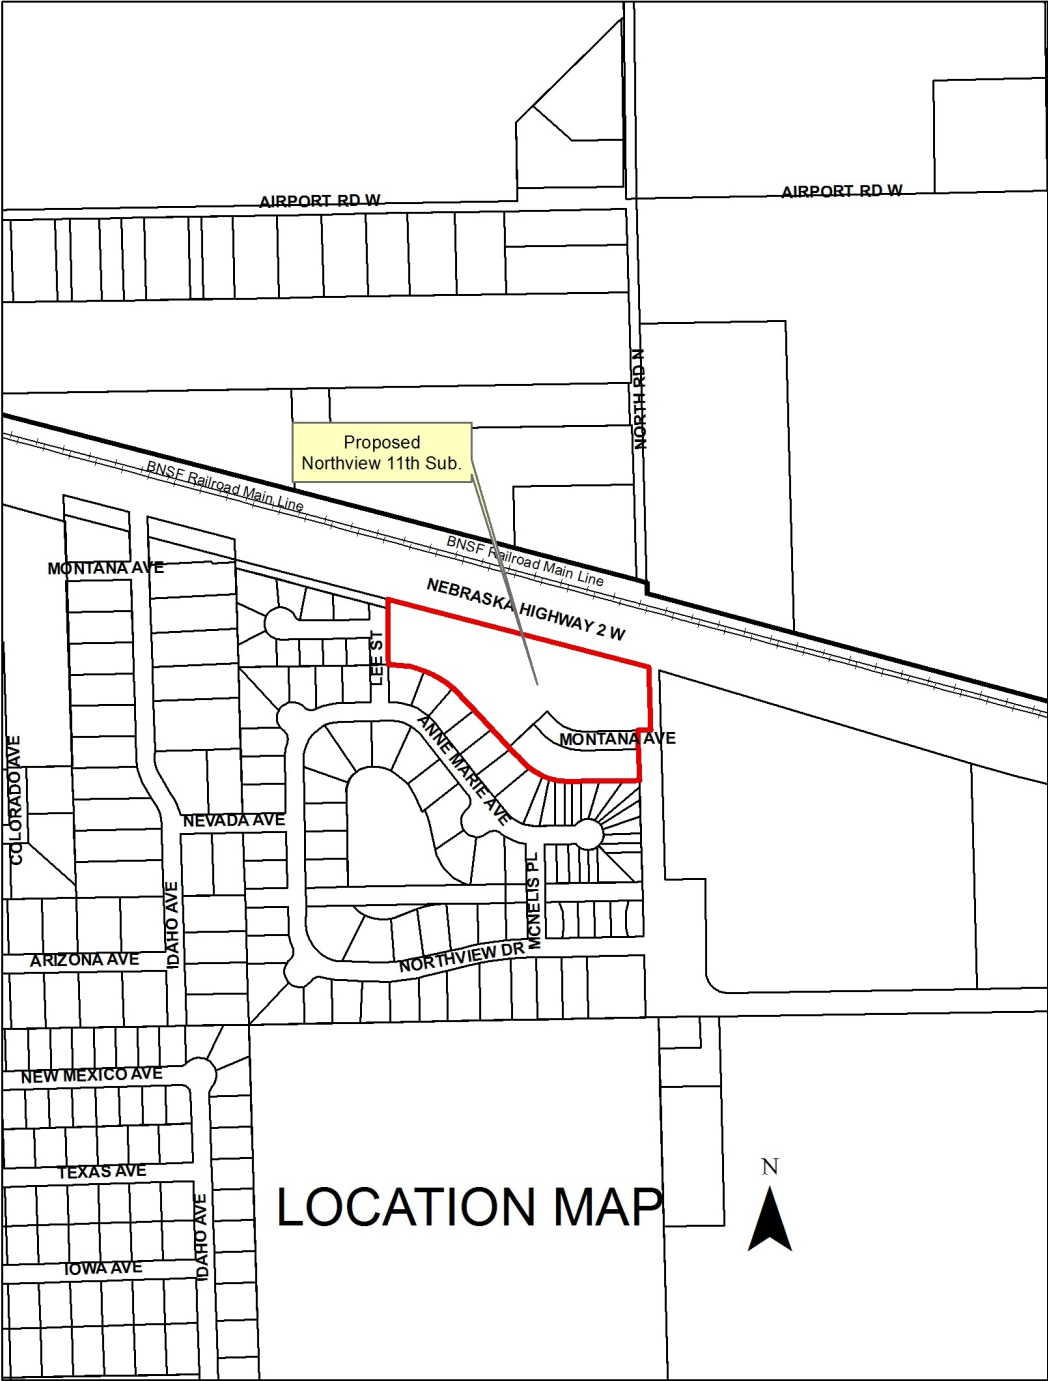 AIRPORT RD W
AIRPORT RD W
NORTH RD N
Proposed
Northview 11th Sub.
BNSF Railroad Main Line
BNSF Railroad Main Line
MONTANA AVE
NEBRASKA HIGHWAY 2 W
LEE ST
ANNE MARIE AVE
MONTANA AVE
COLORADO AVE
NEVADA AVE
MCNELIS PL
IDAHO AVE
NORTHVIEW DR
ARIZONA AVE
NEW MEXICO AVE
TEXAS AVE
N
LOCATION MAP
IDAHO AVE
IOWA AVE